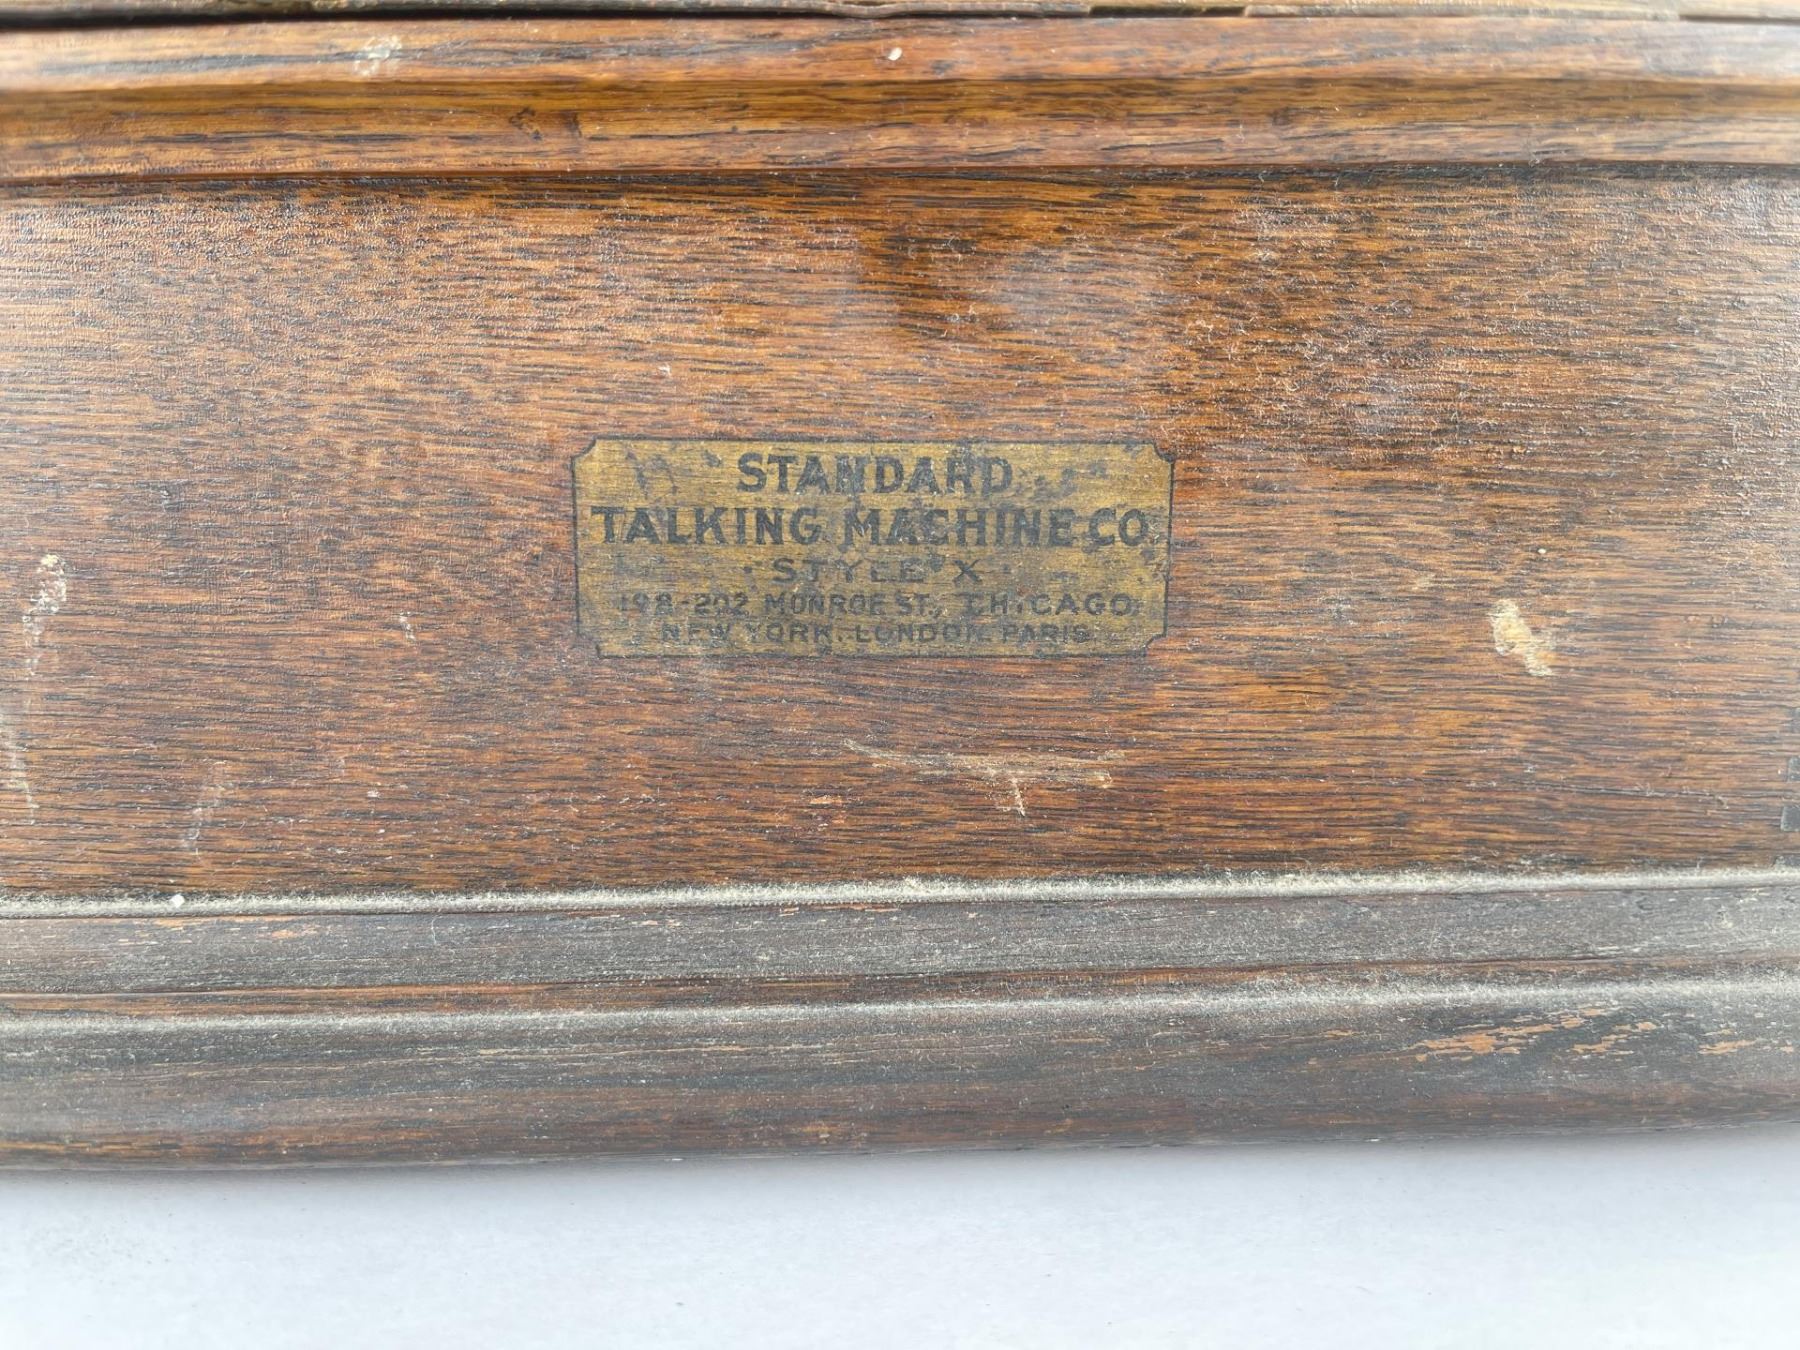 STANDARD
TALKING MACHINE CO.
STYLE X
198-202 MONROE ST., CHICAGO,
NEW YORK. LONDON. PARIS.